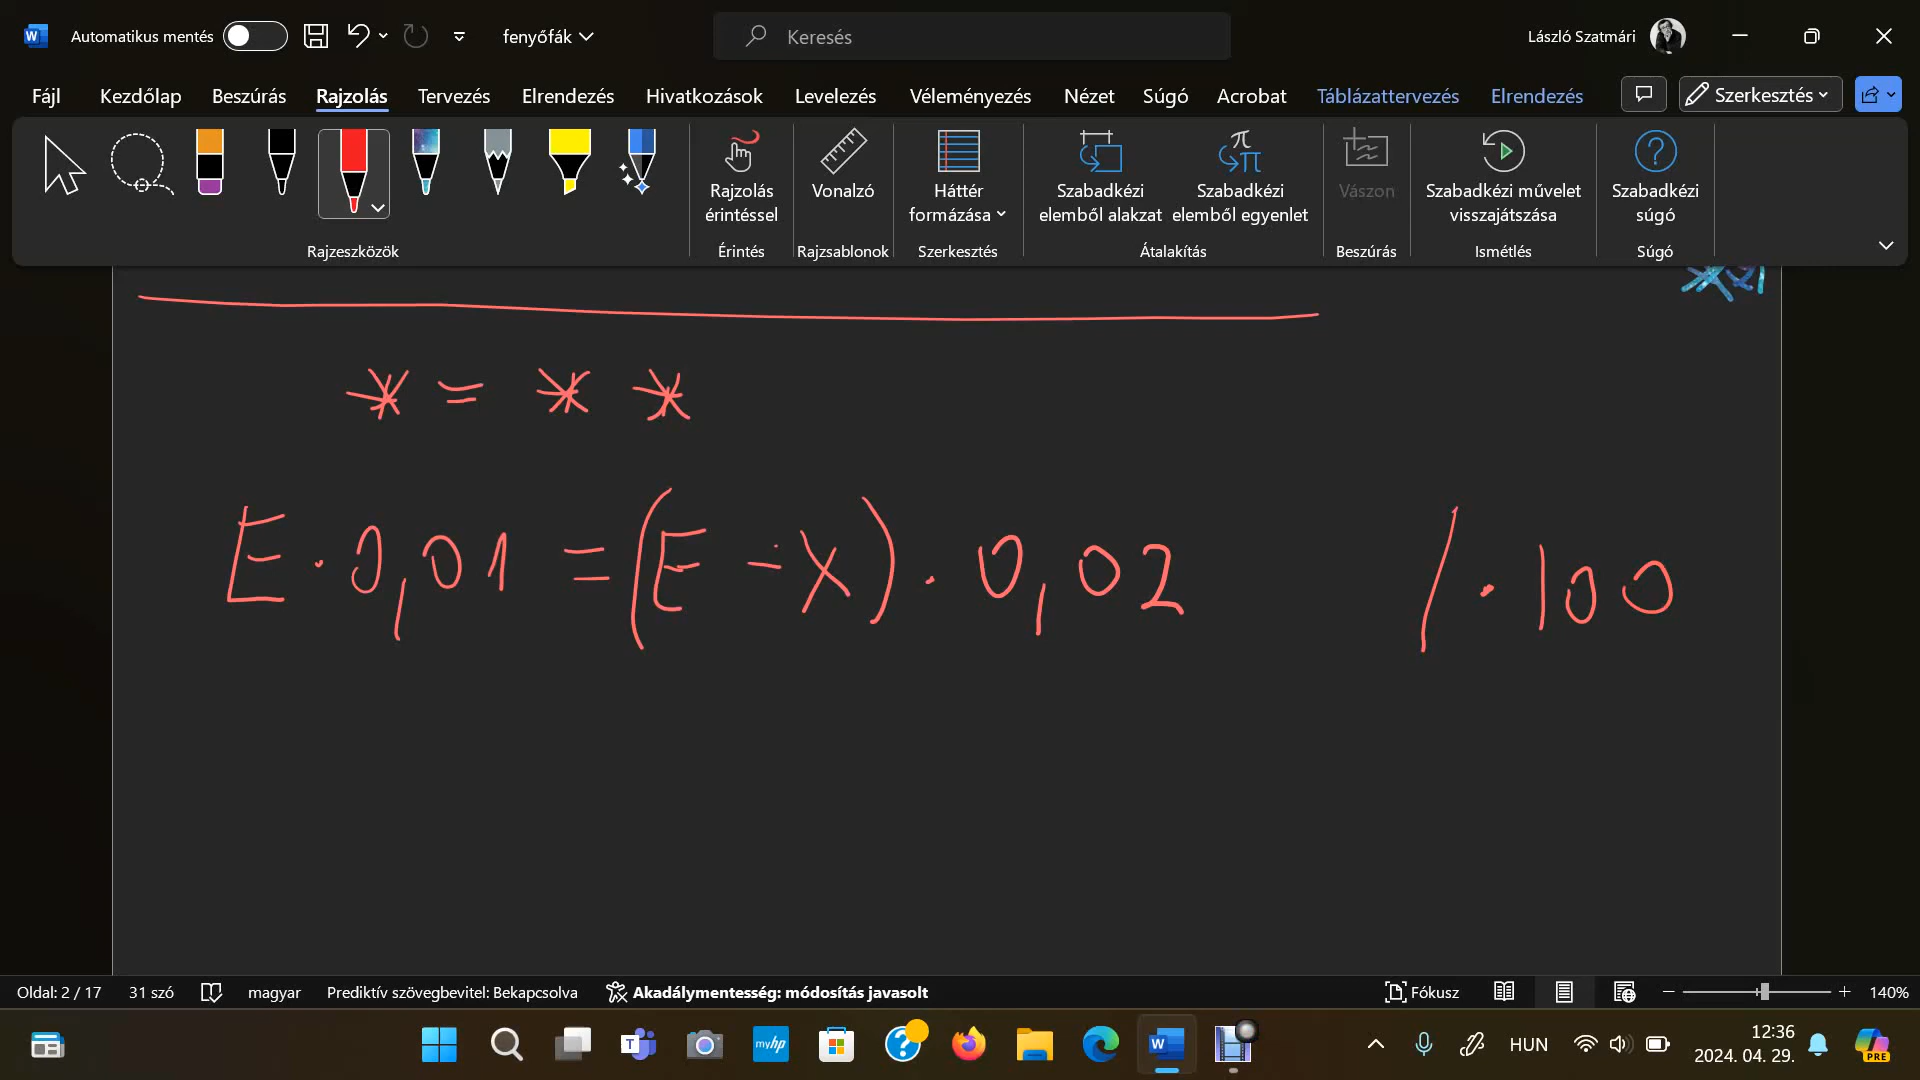 Automatikus mentés
fenyőfák
Keresés
László Szatmári
Fájl Kezdőlap Beszúrás Rajzolás Tervezés Elrendezés Hivatkozások Levelezés Véleményezés Nézet Súgó Acrobat Táblázattervezés Elrendezés Szerkesztés
Rajzolás érintéssel
Vonalzó
Háttér formázása
Szabadkézi elemből alakzat
Szabadkézi elemből egyenlet
Vászon
Szabadkézi művelet visszajátszása
Szabadkézi súgó
Rajzeszközök Érintés Rajzsablonok Szerkesztés Átalakítás Beszúrás Ismétlés Súgó
* = * *
E · 0,01 = (E - X) · 0,02 / · 100
Oldal: 2 / 17 31 szó magyar Prediktív szövegbevitel: Bekapcsolva Akadálymentesség: módosítás javasolt Fókusz − + 140%
myhp HUN 12:36
2024. 04. 29.
PRE